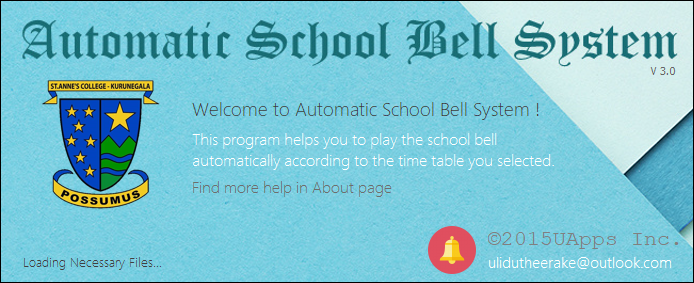 Automatic School Bell System
V 3.0
ST.ANNE'S COLLEGE - KURUNEGALA
POSSUMUS
Welcome to Automatic School Bell System !
This program helps you to play the school bell
automatically according to the time table you selected.
Find more help in About page
©2015UApps Inc.
ulidutheerake@outlook.com
Loading Necessary Files...